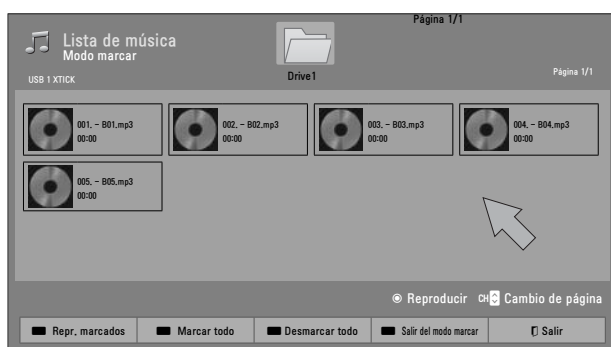 Página 1/1
Lista de música
Modo marcar
Drive1
USB 1 XTICK
Página 1/1
001. - B01.mp3
00:00
002. - B02.mp3
00:00
003. - B03.mp3
00:00
004. - B04.mp3
00:00
005. - B05.mp3
00:00
Reproducir CH Cambio de página
Repr. marcados
Marcar todo
Desmarcar todo
Salir del modo marcar
Salir